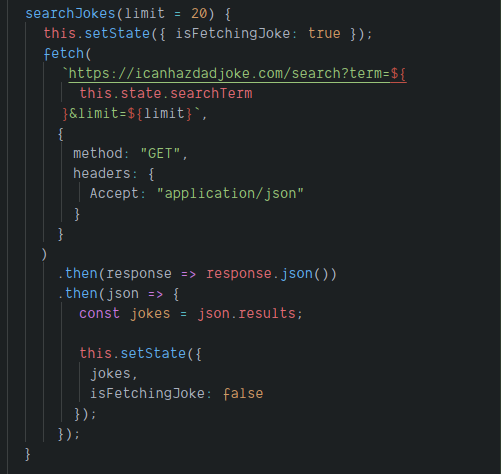 searchJokes(limit = 20) {
  this.setState({ isFetchingJoke: true });
  fetch(
    `https://icanhazdadjoke.com/search?term=${
      this.state.searchTerm
    }&limit=${limit}`,
    {
      method: "GET",
      headers: {
        Accept: "application/json"
      }
    }
  )
    .then(response => response.json())
    .then(json => {
      const jokes = json.results;

      this.setState({
        jokes,
        isFetchingJoke: false
      });
    });
}